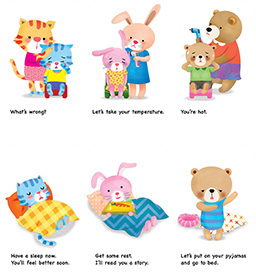 What's wrong?
Let's take your temperature.
You're hot.
Have a sleep now.
You'll feel better soon.
Get some rest.
I'll read you a story.
Let's put on your pyjamas
and go to bed.